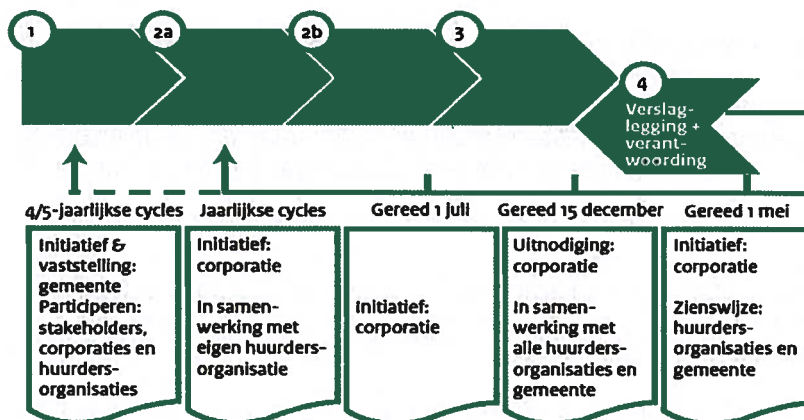 1
2a
2b
3
4
Verslag-
legging +
verant-
woording
4/5-jaarlijkse cycles
Jaarlijkse cycles
Gereed 1 juli
Gereed 15 december
Gereed 1 mei
Initiatief &
vaststelling:
gemeente
Participeren:
stakeholders,
corporaties en
huurders-
organisaties
Initiatief:
corporatie
In samen-
werking met
eigen huurders-
organisatie
Initiatief:
corporatie
Uitnodiging:
corporatie
In samen-
werking met
alle huurders-
organisaties en
gemeente
Initiatief:
corporatie
Zienswijze:
huurders-
organisaties en
gemeente